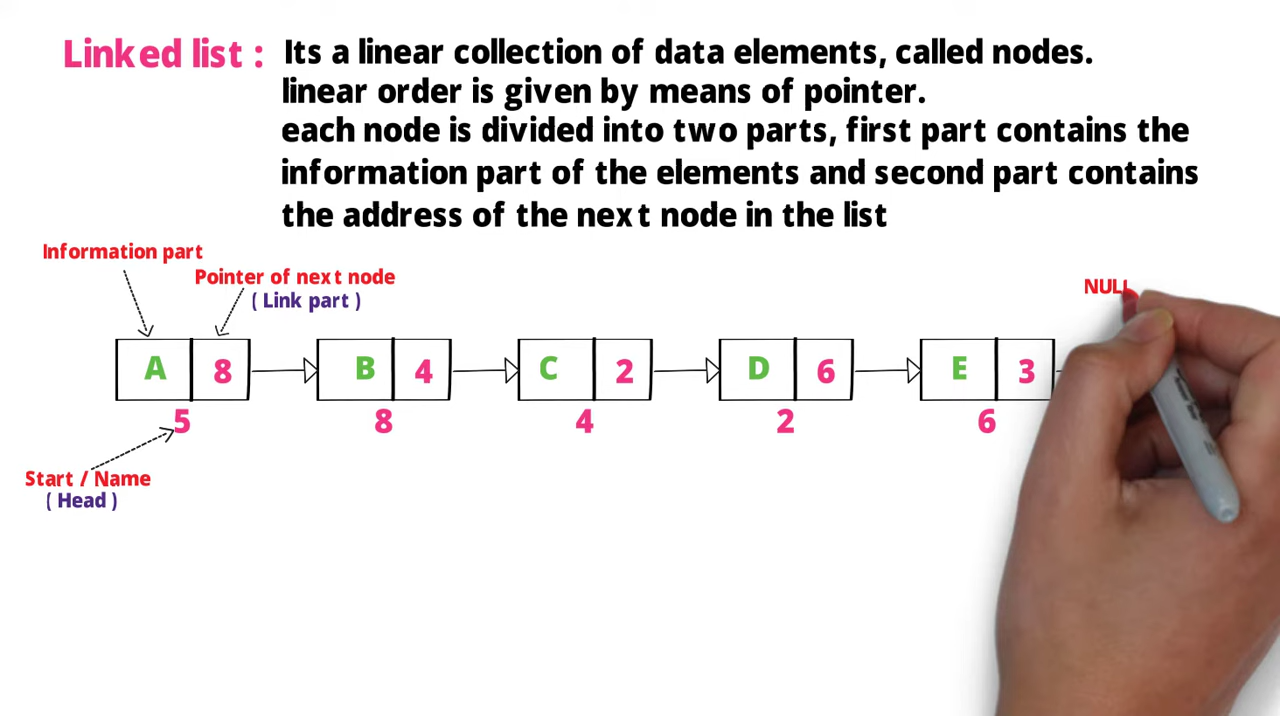 Linked list : Its a linear collection of data elements, called nodes.
linear order is given by means of pointer.
each node is divided into two parts, first part contains the
information part of the elements and second part contains
the address of the next node in the list
Information part
Pointer of next node
( Link part )
NULL
A 8 B 4 C 2 D 6 E 3
5 8 4 2 6
Start / Name
( Head )